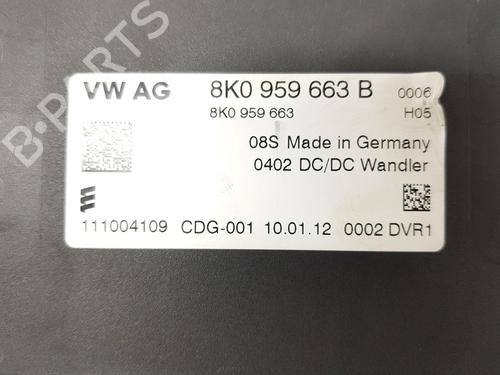 B-PARTS
VW AG 8K0 959 663 B 0006
8K0 959 663 H05
08S Made in Germany
0402 DC/DC Wandler
111004109 CDG-001 10.01.12 0002 DVR1